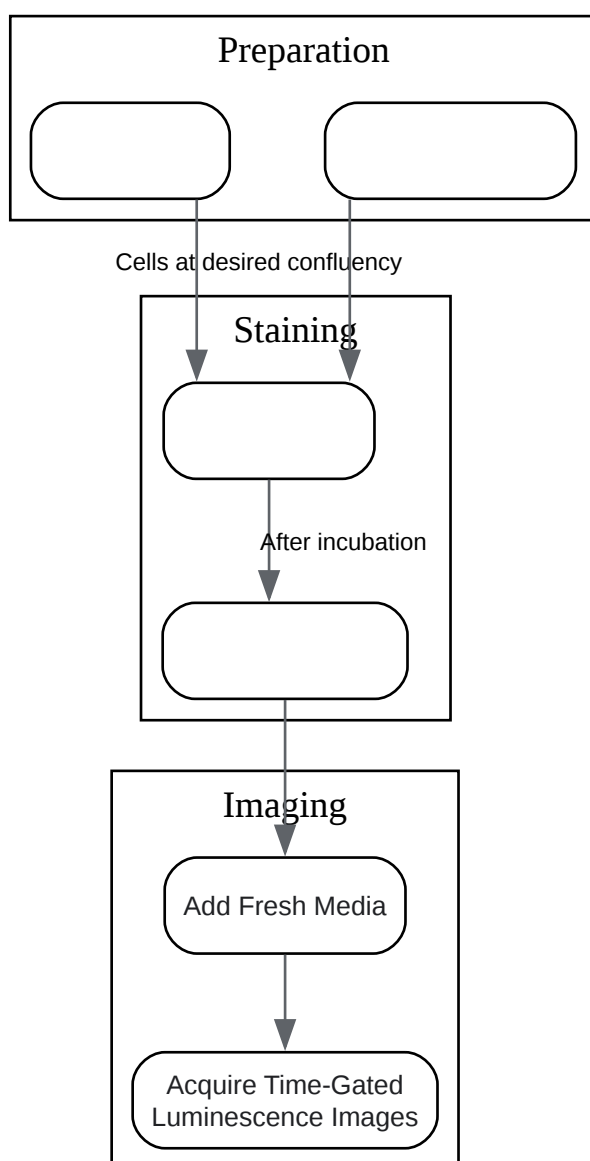 Preparation
Cells at desired confluency
Staining
After incubation
Imaging
Add Fresh Media
Acquire Time-Gated
Luminescence Images